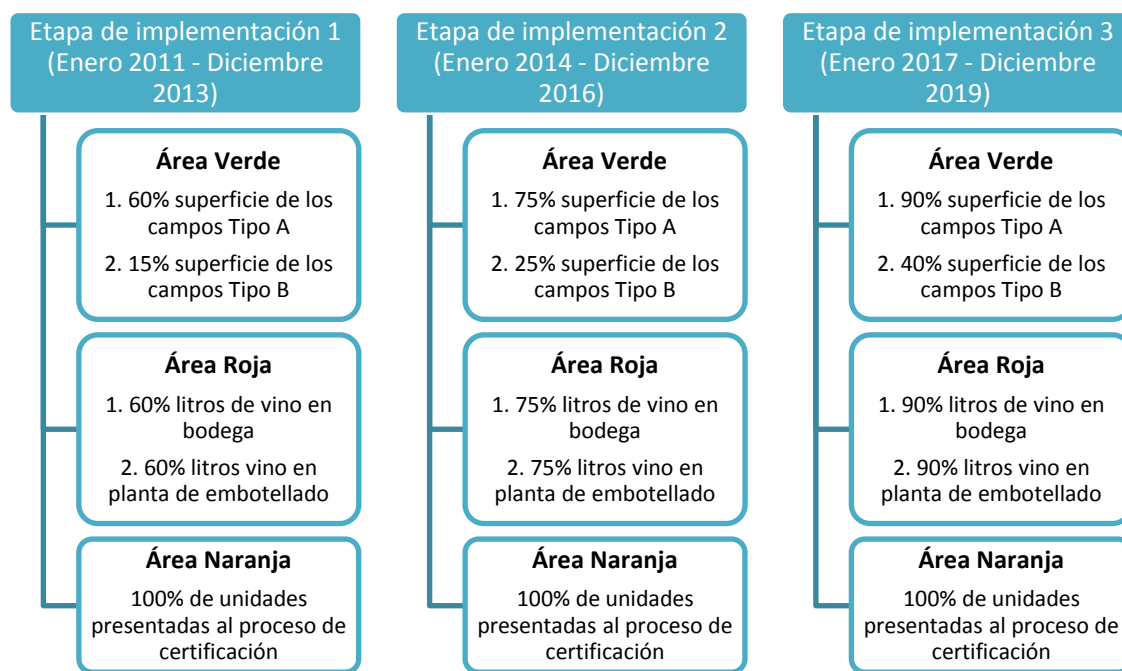 Etapa de implementación 1
(Enero 2011 - Diciembre
2013)
Área Verde
1. 60% superficie de los
campos Tipo A
2. 15% superficie de los
campos Tipo B
Área Roja
1. 60% litros de vino en
bodega
2. 60% litros vino en
planta de embotellado
Área Naranja
100% de unidades
presentadas al proceso de
certificación
Etapa de implementación 2
(Enero 2014 - Diciembre
2016)
Área Verde
1. 75% superficie de los
campos Tipo A
2. 25% superficie de los
campos Tipo B
Área Roja
1. 75% litros de vino en
bodega
2. 75% litros vino en
planta de embotellado
Área Naranja
100% de unidades
presentadas al proceso de
certificación
Etapa de implementación 3
(Enero 2017 - Diciembre
2019)
Área Verde
1. 90% superficie de los
campos Tipo A
2. 40% superficie de los
campos Tipo B
Área Roja
1. 90% litros de vino en
bodega
2. 90% litros vino en
planta de embotellado
Área Naranja
100% de unidades
presentadas al proceso de
certificación